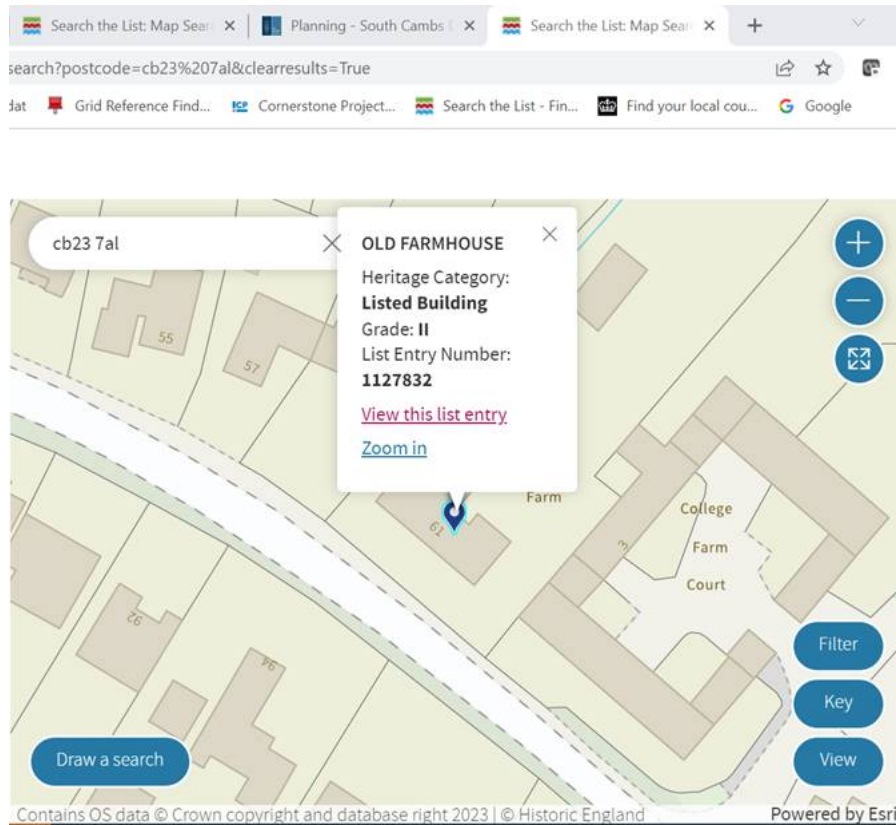 Search the List: Map Sear
Planning - South Cambs
Search the List: Map Sear
search?postcode=cb23%207al&clearresults=True
dat
Grid Reference Find...
Cornerstone Project...
Search the List - Fin...
Find your local cou...
Google
cb23 7al
OLD FARMHOUSE
Heritage Category:
Listed Building
Grade: II
List Entry Number:
1127832
View this list entry
Zoom in
55
57
61
Farm
College
Farm
Court
3
92
94
Filter
Key
View
Draw a search
Contains OS data © Crown copyright and database right 2023 | © Historic England
Powered by Esri